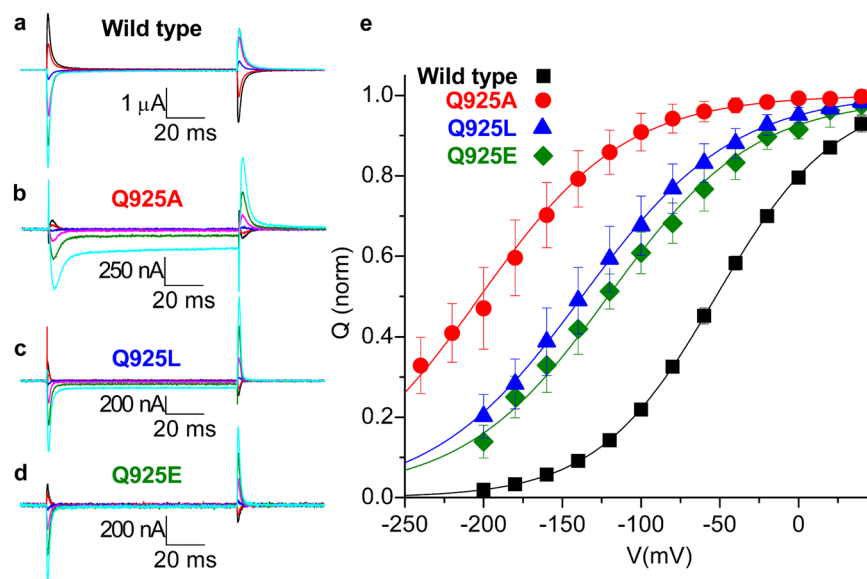 a
Wild type
1 μA
20 ms
b
Q925A
250 nA
20 ms
c
Q925L
200 nA
20 ms
d
Q925E
200 nA
20 ms
e
Wild type
Q925A
Q925L
Q925E
1.0
0.8
0.6
0.4
0.2
0.0
Q (norm)
-250 -200 -150 -100 -50 0
V(mV)